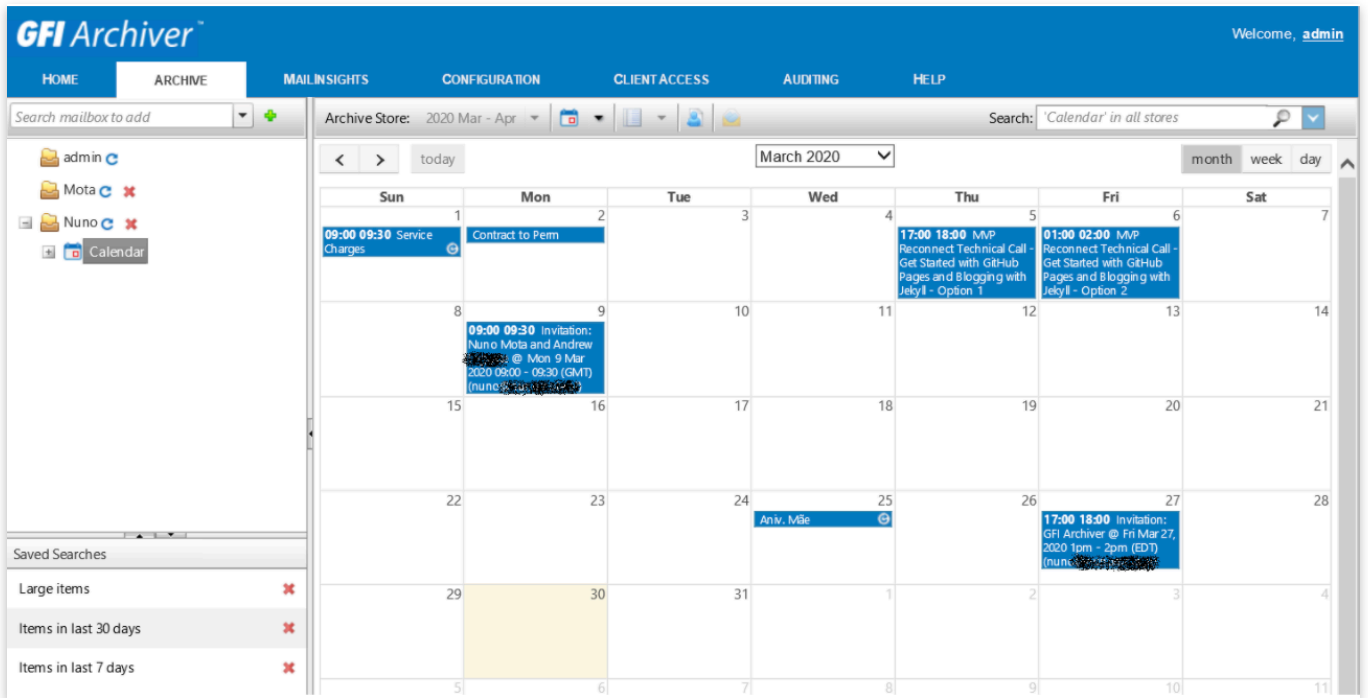 GFI Archiver™
Welcome, admin
HOME ARCHIVE MAILINSIGHTS CONFIGURATION CLIENT ACCESS AUDITING HELP
Search mailbox to add
Archive Store: 2020 Mar - Apr
Search: 'Calendar' in all stores
admin
Mota
Nuno
Calendar
today
March 2020
month week day
Sun Mon Tue Wed Thu Fri Sat
1 2 3 4 5 6 7
09:00 09:30 Service
Charges
Contract to Perm
17:00 18:00 MVP
Reconnect Technical Call -
Get Started with GitHub
Pages and Blogging with
Jekyll - Option 1
01:00 02:00 MVP
Reconnect Technical Call -
Get Started with GitHub
Pages and Blogging with
Jekyll - Option 2
8 9 10 11 12 13 14
09:00 09:30 Invitation:
Nuno Mota and Andrew
@ Mon 9 Mar
2020 09:00 - 09:30 (GMT)
(nuno )
15 16 17 18 19 20 21
22 23 24 25 26 27 28
Aniv. Mãe
17:00 18:00 Invitation:
GFI Archiver @ Fri Mar 27,
2020 1pm - 2pm (EDT)
(nuno
29 30 31 1 2 3 4
5 6 7 8 9 10 11
Saved Searches
Large items
Items in last 30 days
Items in last 7 days